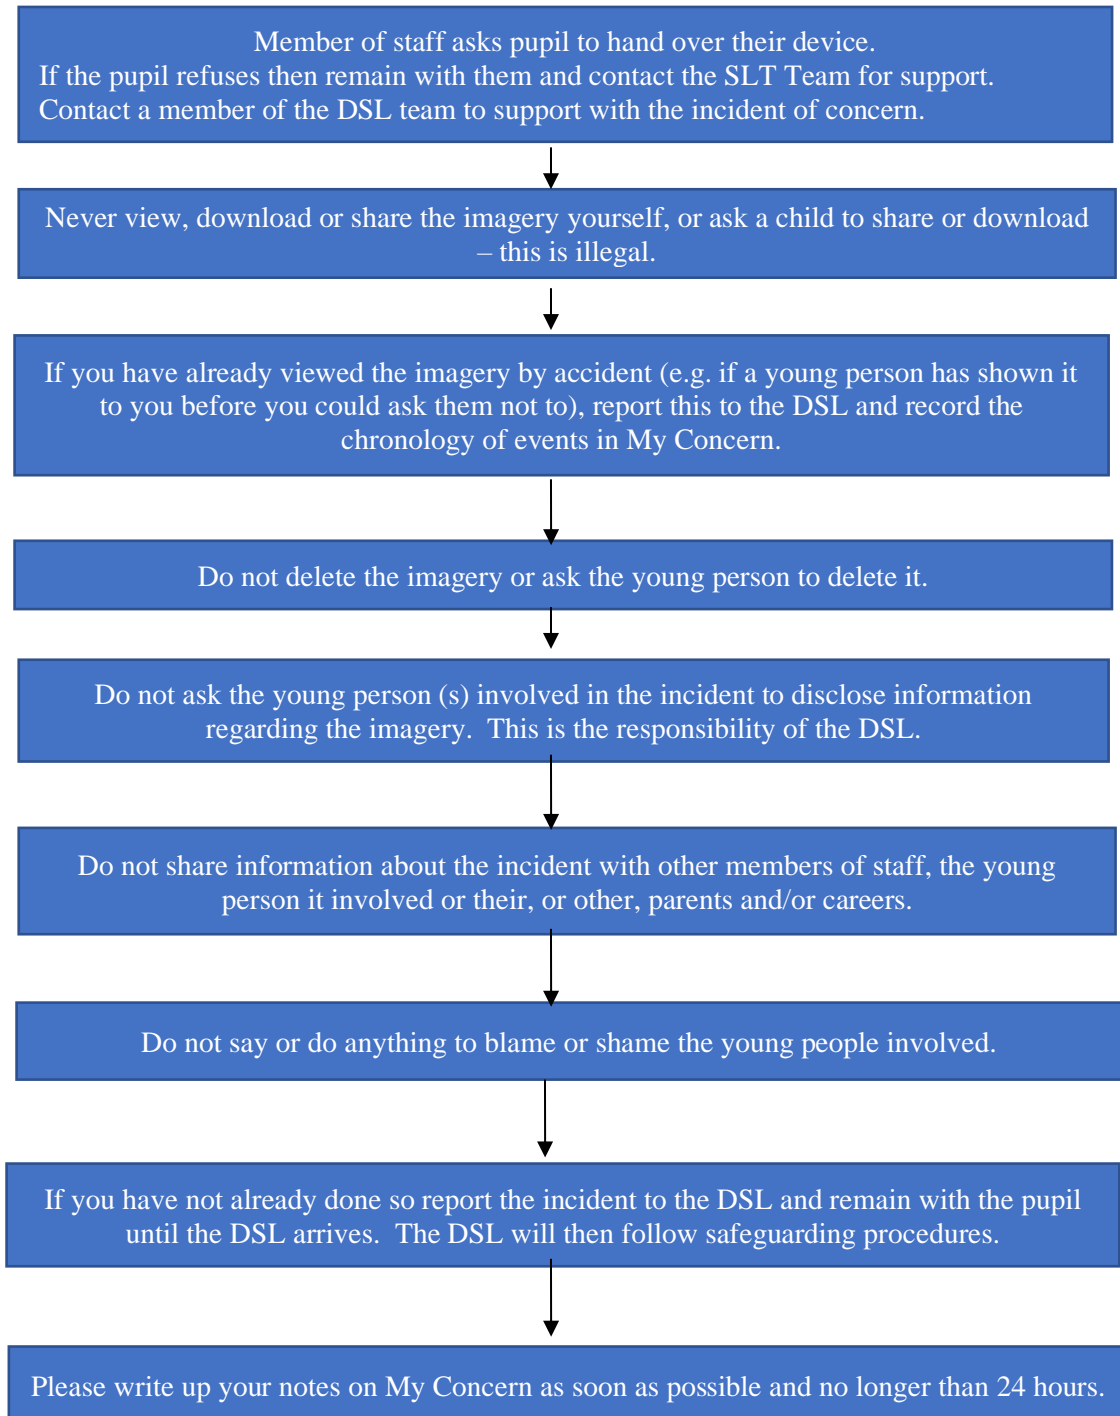 Member of staff asks pupil to hand over their device.
If the pupil refuses then remain with them and contact the SLT Team for support.
Contact a member of the DSL team to support with the incident of concern.
Never view, download or share the imagery yourself, or ask a child to share or download
– this is illegal.
If you have already viewed the imagery by accident (e.g. if a young person has shown it
to you before you could ask them not to), report this to the DSL and record the
chronology of events in My Concern.
Do not delete the imagery or ask the young person to delete it.
Do not ask the young person (s) involved in the incident to disclose information
regarding the imagery.  This is the responsibility of the DSL.
Do not share information about the incident with other members of staff, the young
person it involved or their, or other, parents and/or careers.
Do not say or do anything to blame or shame the young people involved.
If you have not already done so report the incident to the DSL and remain with the pupil
until the DSL arrives.  The DSL will then follow safeguarding procedures.
Please write up your notes on My Concern as soon as possible and no longer than 24 hours.